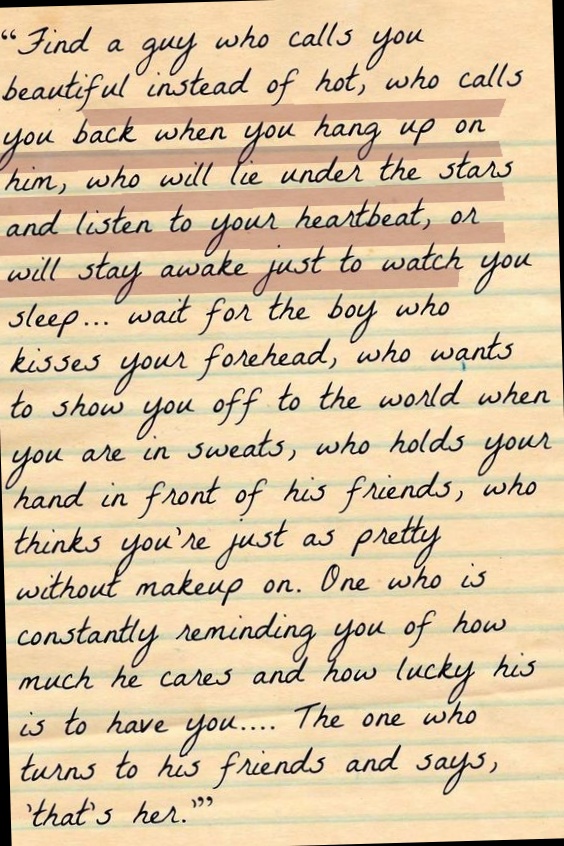 “Find a guy who calls you
beautiful instead of hot, who calls
you back when you hang up on
him, who will lie under the stars
and listen to your heartbeat, or
will stay awake just to watch you
sleep... wait for the boy who
kisses your forehead, who wants
to show you off to the world when
you are in sweats, who holds your
hand in front of his friends, who
thinks you're just as pretty
without makeup on. One who is
constantly reminding you of how
much he cares and how lucky his
is to have you.... The one who
turns to his friends and says,
'that's her.'”